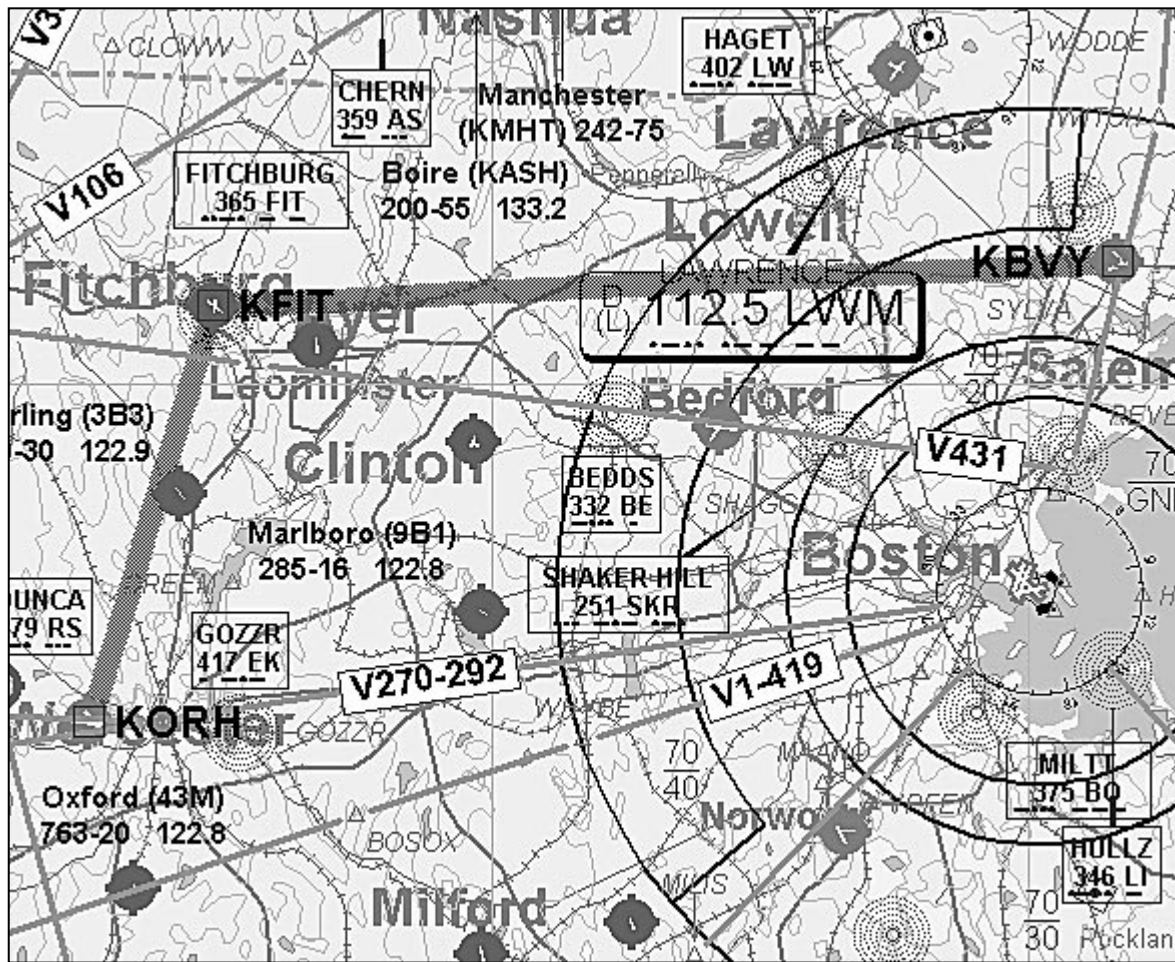 Nashua
CLOWW
HAGET
402 LW
WODDE
CHERN
359 AS
Manchester
(KMHT) 242-75
Lawrence
V106
FITCHBURG
365 FIT
Boire (KASH)
200-55 133.2
Pepperell
Lowell
KBVY
Fitchburg
KFIT
Ayer
LAWRENCE
D
(L)
112.5 LWM
SYLVA
70
20
Salem
Leominster
Bedford
REVE
rling (3B3)
-30 122.9
V431
70
GND
Clinton
BEDDS
332 BE
SHAGG
Marlboro (9B1)
285-16 122.8
Boston
SHAKER HILL
251 SKR
UNCA
79 RS
GOZZR
417 EK
V270-292
V1-419
KORH
GOZZR
70
40
MILTT
375 BO
Oxford (43M)
763-20 122.8
Norwood
BOSOX
HULLZ
346 LI
Milford
MILIS
70
30
Rocklan